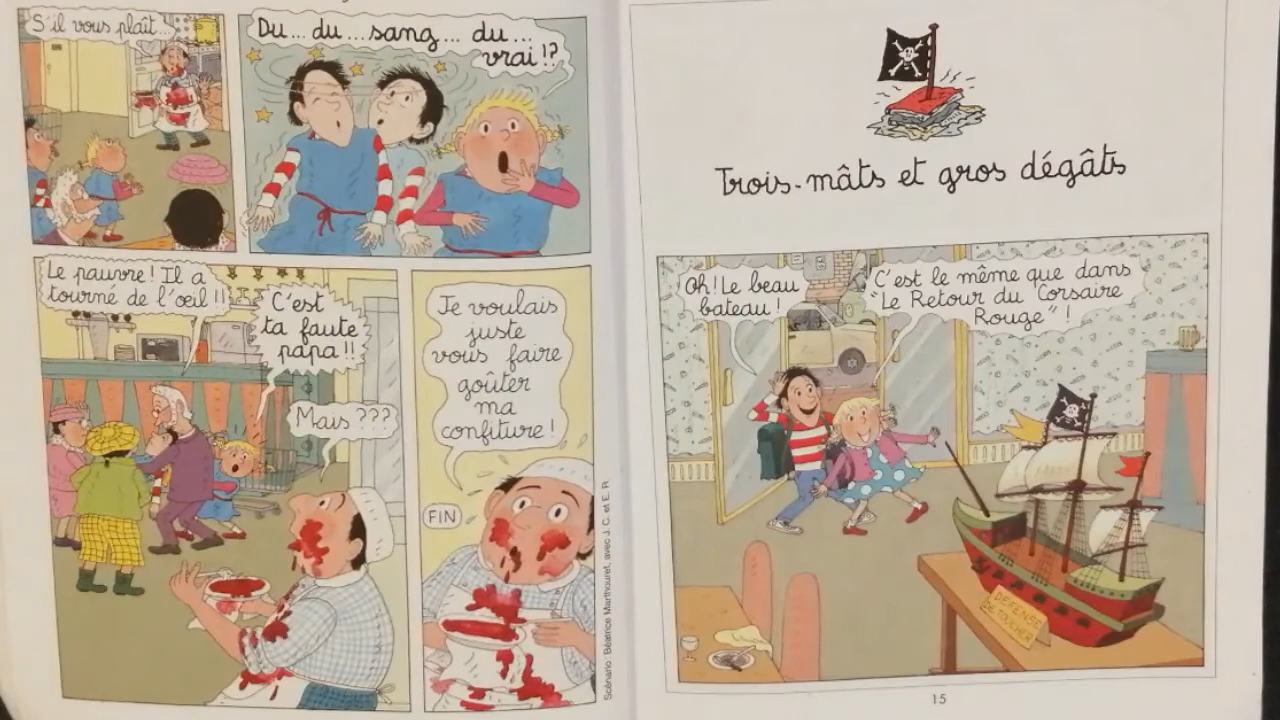 S'il vous plaît...
Du... du... sang... du...
vrai !?
Le pauvre! Il a
tourné de l'oeil !!
C'est
ta faute
papa !!
Mais ???
Je voulais
juste
vous faire
goûter
ma
confiture !
FIN
Scénario : Béatrice Marthouret, avec J. C. et E. R.
Trois-mâts et gros dégâts
Oh! Le beau
bateau !
C'est le même que dans
"Le Retour du Corsaire
Rouge" !
DÉFENSE
DE TOUCHER
15